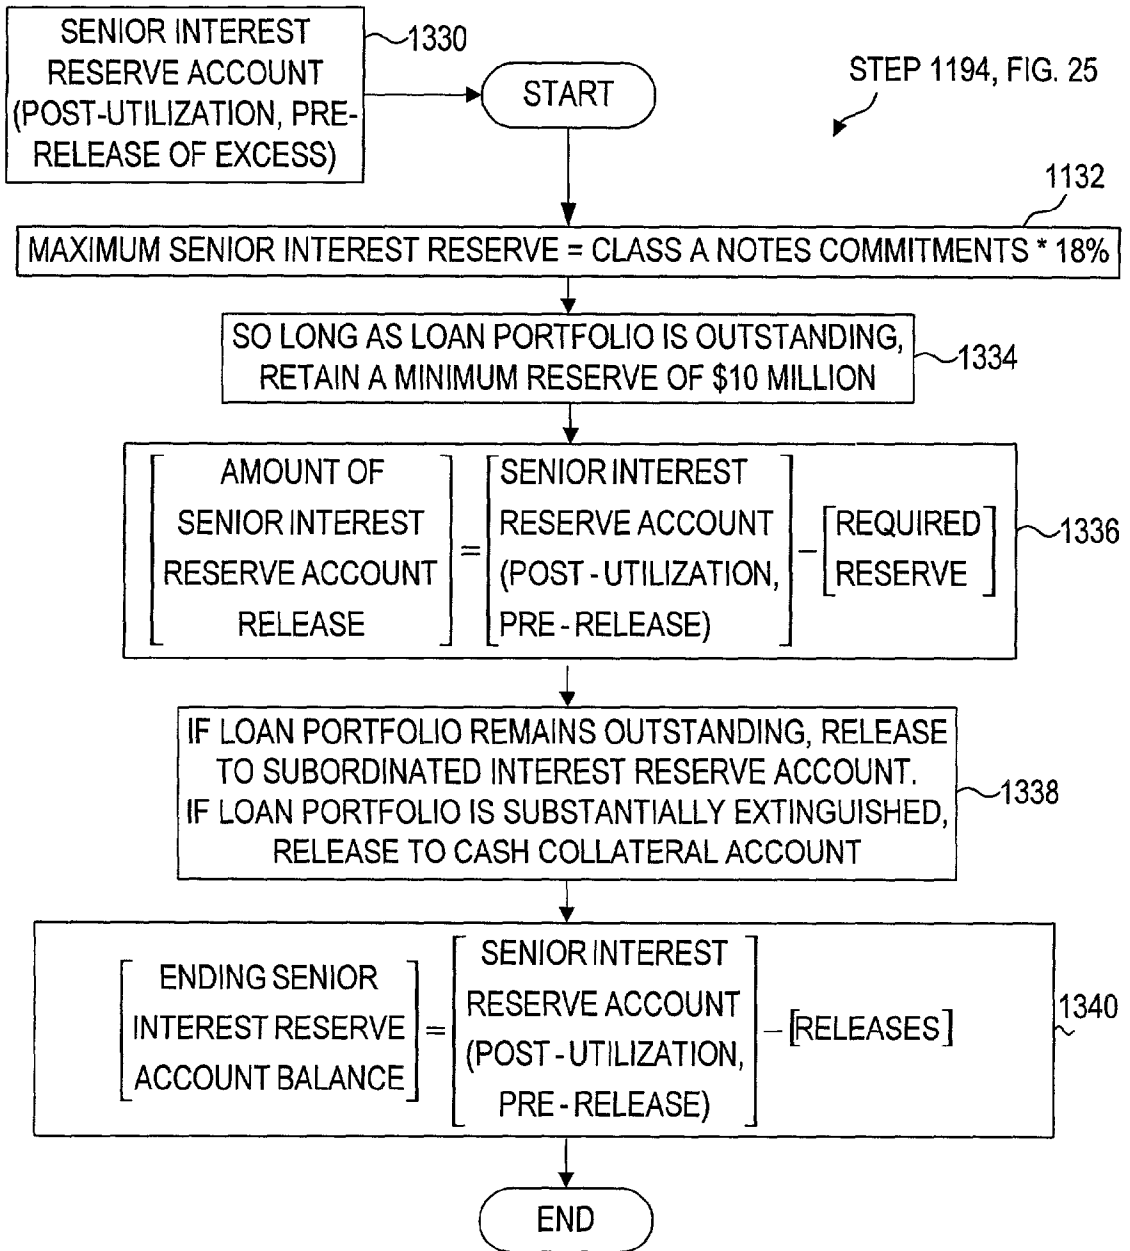 SENIOR INTEREST
RESERVE ACCOUNT
(POST-UTILIZATION, PRE-
RELEASE OF EXCESS)
1330
START
STEP 1194, FIG. 25
1132
MAXIMUM SENIOR INTEREST RESERVE = CLASS A NOTES COMMITMENTS * 18%
SO LONG AS LOAN PORTFOLIO IS OUTSTANDING,
RETAIN A MINIMUM RESERVE OF $10 MILLION
1334
AMOUNT OF
SENIOR INTEREST
RESERVE ACCOUNT
RELEASE
=
SENIOR INTEREST
RESERVE ACCOUNT
(POST - UTILIZATION,
PRE - RELEASE)
-
REQUIRED
RESERVE
1336
IF LOAN PORTFOLIO REMAINS OUTSTANDING, RELEASE
TO SUBORDINATED INTEREST RESERVE ACCOUNT.
IF LOAN PORTFOLIO IS SUBSTANTIALLY EXTINGUISHED,
RELEASE TO CASH COLLATERAL ACCOUNT
1338
ENDING SENIOR
INTEREST RESERVE
ACCOUNT BALANCE
=
SENIOR INTEREST
RESERVE ACCOUNT
(POST - UTILIZATION,
PRE - RELEASE)
- [RELEASES]
1340
END